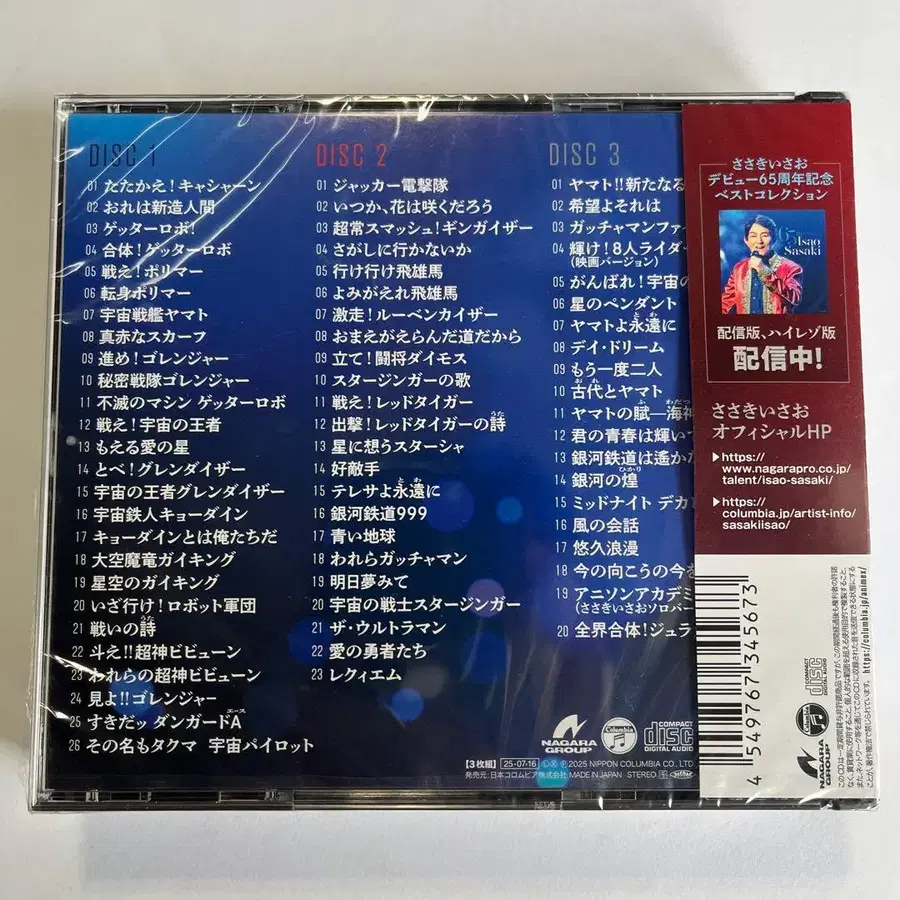 DISC 1
01 たたかえ!キャシャーン
02 おれは新造人間
03 ゲッターロボ!
04 合体!ゲッターロボ
05 戦え!ポリマー
06 転身ポリマー
07 宇宙戦艦ヤマト
08 真赤なスカーフ
09 進め!ゴレンジャー
10 秘密戦隊ゴレンジャー
11 不滅のマシン ゲッターロボ
12 戦え!宇宙の王者
13 もえる愛の星
14 とべ!グレンダイザー
15 宇宙の王者グレンダイザー
16 宇宙鉄人キョーダイン
17 キョーダインとは俺たちだ
18 大空魔竜ガイキング
19 星空のガイキング
20 いざ行け!ロボット軍団
21 戦いの詩
うた
22 斗え!!超神ビビューン
23 われらの超神ビビューン
24 見よ!!ゴレンジャー
エース
25 すきだッ ダンガードA
26 その名もタクマ 宇宙パイロット
DISC 2
01 ジャッカー電撃隊
02 いつか、花は咲くだろう
03 超常スマッシュ!ギンガイザー
04 さがしに行かないか
05 行け行け飛雄馬
06 よみがえれ飛雄馬
07 激走!ルーベンカイザー
08 おまえがえらんだ道だから
09 立て!闘将ダイモス
10 スタージンガーの歌
11 戦え!レッドタイガー
うた
12 出撃!レッドタイガーの詩
13 星に想うスターシャ
14 好敵手
とわ
15 テレサよ永遠に
16 銀河鉄道999
17 青い地球
18 われらガッチャマン
19 明日夢みて
20 宇宙の戦士スタージンガー
21 ザ・ウルトラマン
22 愛の勇者たち
23 レクィエム
DISC 3
01 ヤマト!!新たなる
02 希望よそれは
03 ガッチャマンファ
04 輝け!8人ライダー
(映画バージョン)
05 がんばれ!宇宙の
06 星のペンダント
とわ
07 ヤマトよ永遠に
08 デイ・ドリーム
09 もう一度二人
おれ
10 古代とヤマト
ふ わだつ
11 ヤマトの賦―海神
12 君の青春は輝いて
13 銀河鉄道は遙かな
ひかり
14 銀河の煌
15 ミッドナイト デカ
16 風の会話
17 悠久浪漫
18 今の向こうの今を
19 アニソンアカデミ
(ささきいさおソロバー
20 全界合体!ジュラ
NAGARA GROUP
Columbia
COMPACT disc DIGITAL AUDIO
【3枚組】 25-07-16 Ⓛ Ⓧ ℗2025 NIPPON COLUMBIA CO., LTD
発売元:日本コロムビア株式会社 MADE IN JAPAN STEREO
ささきいさお
デビュー65周年記念
ベストコレクション
Isao
Sasaki
配信版、ハイレゾ版
配信中!
ささきいさお
オフィシャルHP
▶https://
www.nagarapro.co.jp/
talent/isao-sasaki/
▶https://
columbia.jp/artist-info/
sasakiisao/
4 549767 345673
NAGARA GROUP
Columbia
COMPACT disc DIGITAL AUDIO
https://columbia.jp/animex/